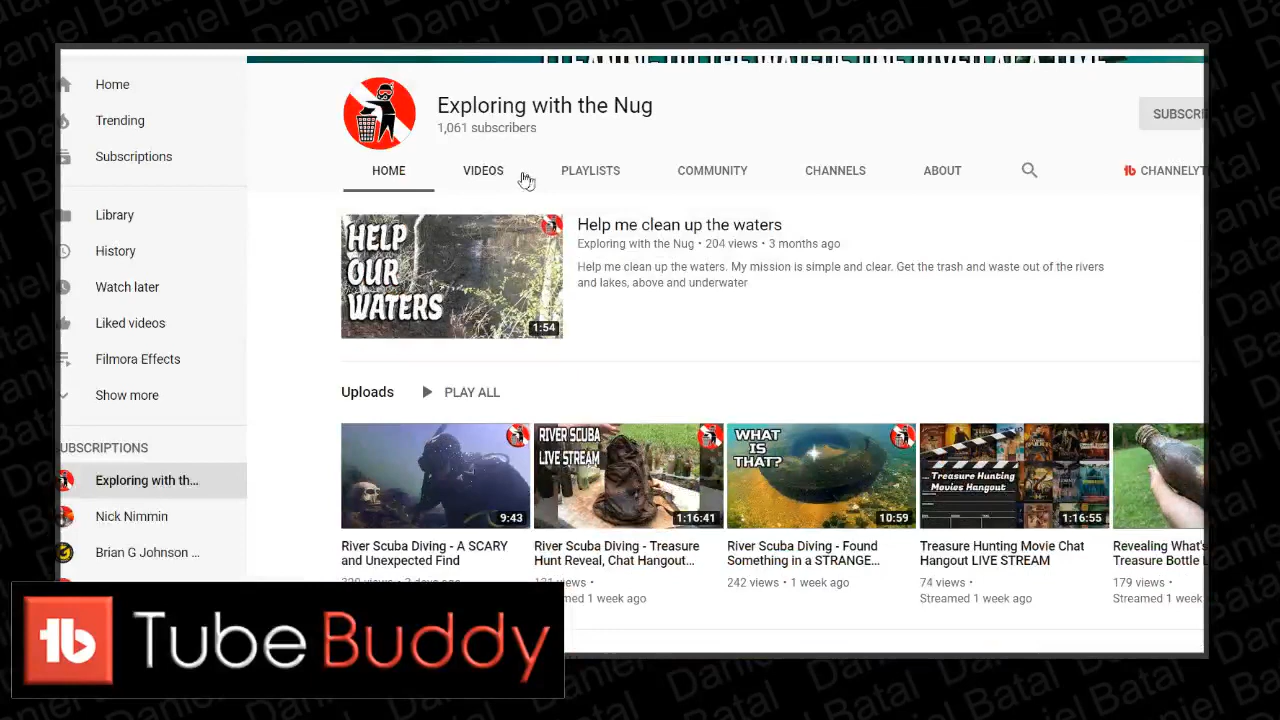 Daniel Batal
Home
Trending
Subscriptions
Library
History
Watch later
Liked videos
Filmora Effects
Show more
UBSCRIPTIONS
Exploring with th...
Nick Nimmin
Brian G Johnson ...
Exploring with the Nug
1,061 subscribers
SUBSCRI
HOME VIDEOS PLAYLISTS COMMUNITY CHANNELS ABOUT CHANNELYT
HELP
OUR
WATERS
1:54
Help me clean up the waters
Exploring with the Nug • 204 views • 3 months ago
Help me clean up the waters. My mission is simple and clear. Get the trash and waste out of the rivers
and lakes, above and underwater
Uploads PLAY ALL
9:43
River Scuba Diving - A SCARY
and Unexpected Find
RIVER SCUBA
LIVE STREAM
1:16:41
River Scuba Diving - Treasure
Hunt Reveal, Chat Hangout...
views •
med 1 week ago
WHAT
IS
THAT?
10:59
River Scuba Diving - Found
Something in a STRANGE...
242 views • 1 week ago
Treasure Hunting
Movies Hangout
1:16:55
Treasure Hunting Movie Chat
Hangout LIVE STREAM
74 views •
Streamed 1 week ago
Revealing What's
Treasure Bottle L
179 views •
Streamed 1 week
tb TubeBuddy